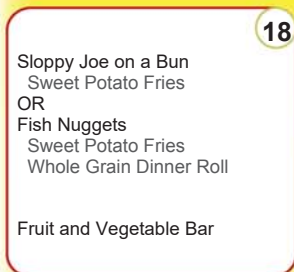 18
Sloppy Joe on a Bun
Sweet Potato Fries
OR
Fish Nuggets
Sweet Potato Fries
Whole Grain Dinner Roll
Fruit and Vegetable Bar